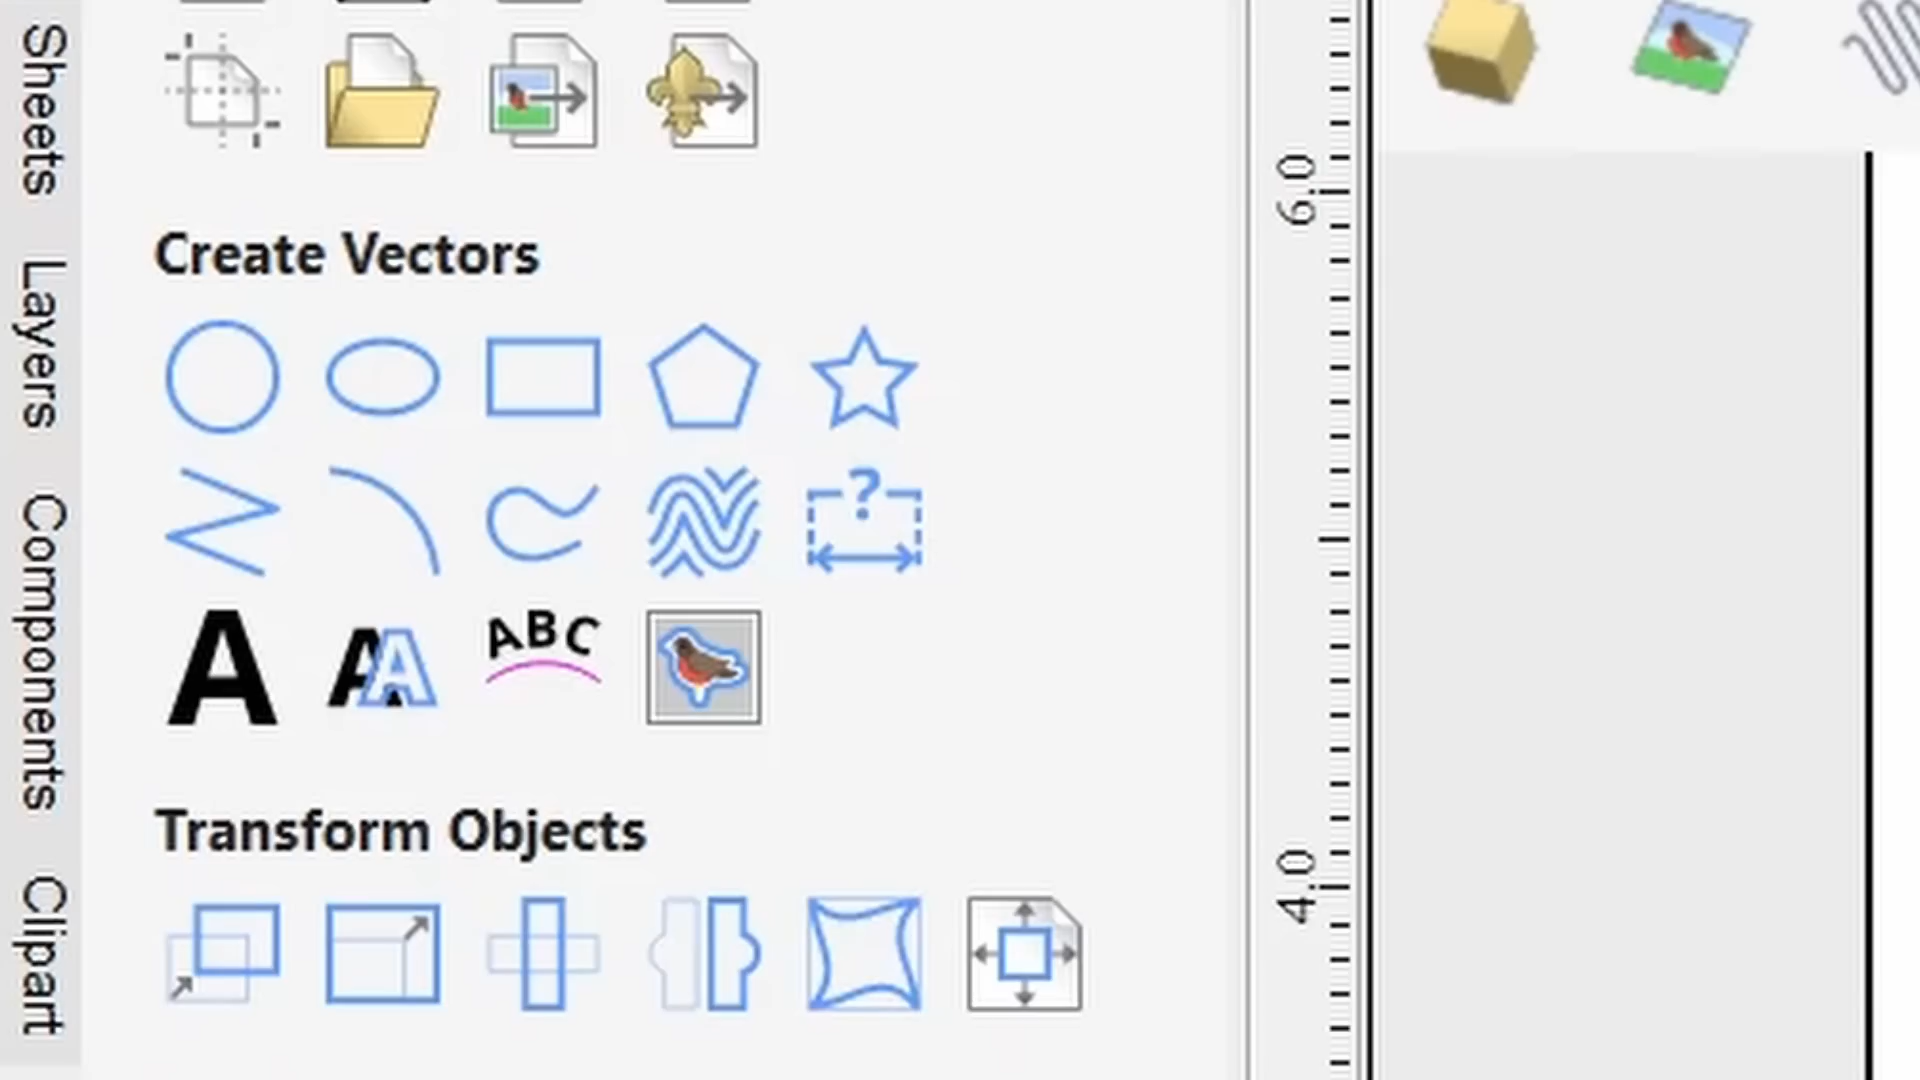 Sheets
Layers
Components
Clipart
Create Vectors
?
A
A A
ABC
Transform Objects
6.0
4.0